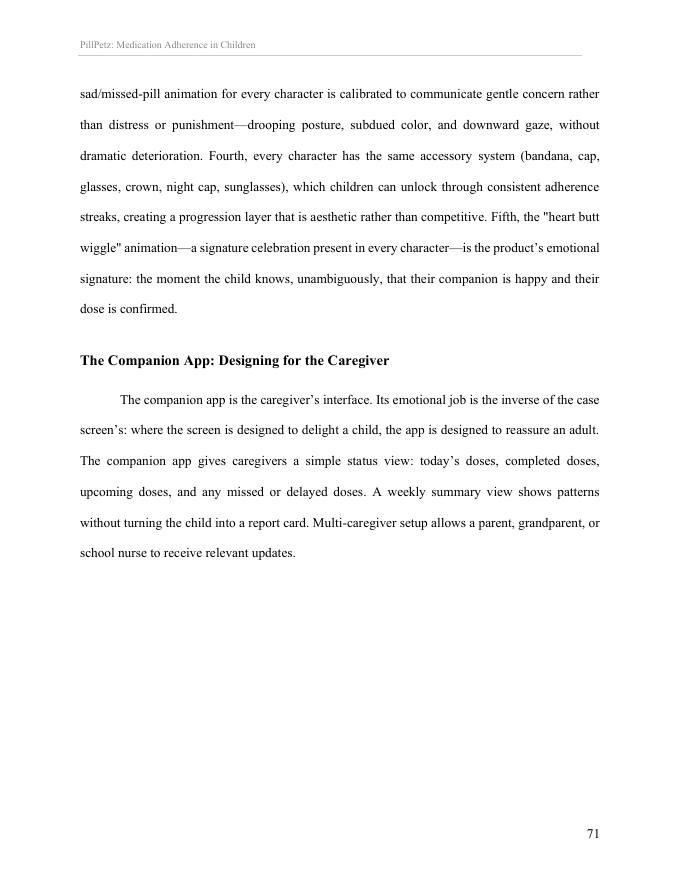 PillPetz: Medication Adherence in Children
sad/missed-pill animation for every character is calibrated to communicate gentle concern rather
than distress or punishment—drooping posture, subdued color, and downward gaze, without
dramatic deterioration. Fourth, every character has the same accessory system (bandana, cap,
glasses, crown, night cap, sunglasses), which children can unlock through consistent adherence
streaks, creating a progression layer that is aesthetic rather than competitive. Fifth, the "heart butt
wiggle" animation—a signature celebration present in every character—is the product’s emotional
signature: the moment the child knows, unambiguously, that their companion is happy and their
dose is confirmed.
The Companion App: Designing for the Caregiver
The companion app is the caregiver’s interface. Its emotional job is the inverse of the case
screen’s: where the screen is designed to delight a child, the app is designed to reassure an adult.
The companion app gives caregivers a simple status view: today’s doses, completed doses,
upcoming doses, and any missed or delayed doses. A weekly summary view shows patterns
without turning the child into a report card. Multi-caregiver setup allows a parent, grandparent, or
school nurse to receive relevant updates.
71